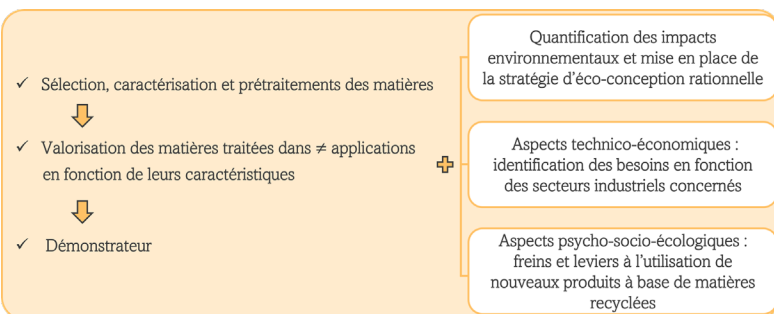 ✓ Sélection, caractérisation et prétraitements des matières
✓ Valorisation des matières traitées dans ≠ applications
en fonction de leurs caractéristiques
✓ Démonstrateur
Quantification des impacts
environnementaux et mise en place de
la stratégie d'éco-conception rationnelle
Aspects technico-économiques :
identification des besoins en fonction
des secteurs industriels concernés
Aspects psycho-socio-écologiques :
freins et leviers à l'utilisation de
nouveaux produits à base de matières
recyclées